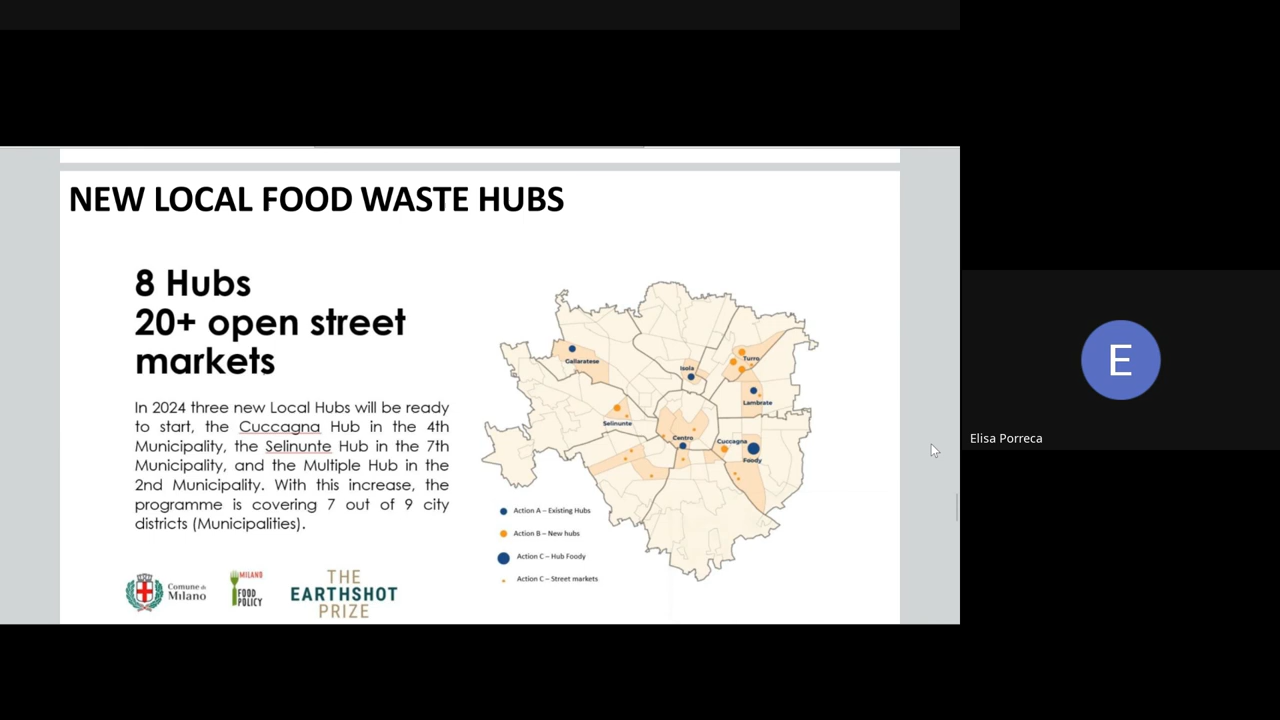 NEW LOCAL FOOD WASTE HUBS
8 Hubs
20+ open street
markets
In 2024 three new Local Hubs will be ready
to start, the Cuccagna Hub in the 4th
Municipality, the Selinunte Hub in the 7th
Municipality, and the Multiple Hub in the
2nd Municipality. With this increase, the
programme is covering 7 out of 9 city
districts (Municipalities).
Gallaratese
Isola
Turro
Lambrate
Selinunte
Centro
Cuccagna
Foody
Action A – Existing Hubs
Action B – New hubs
Action C – Hub Foody
Action C – Street markets
Comune di
Milano
MILANO
FOOD
POLICY
THE
EARTHSHOT
PRIZE
E
Elisa Porreca